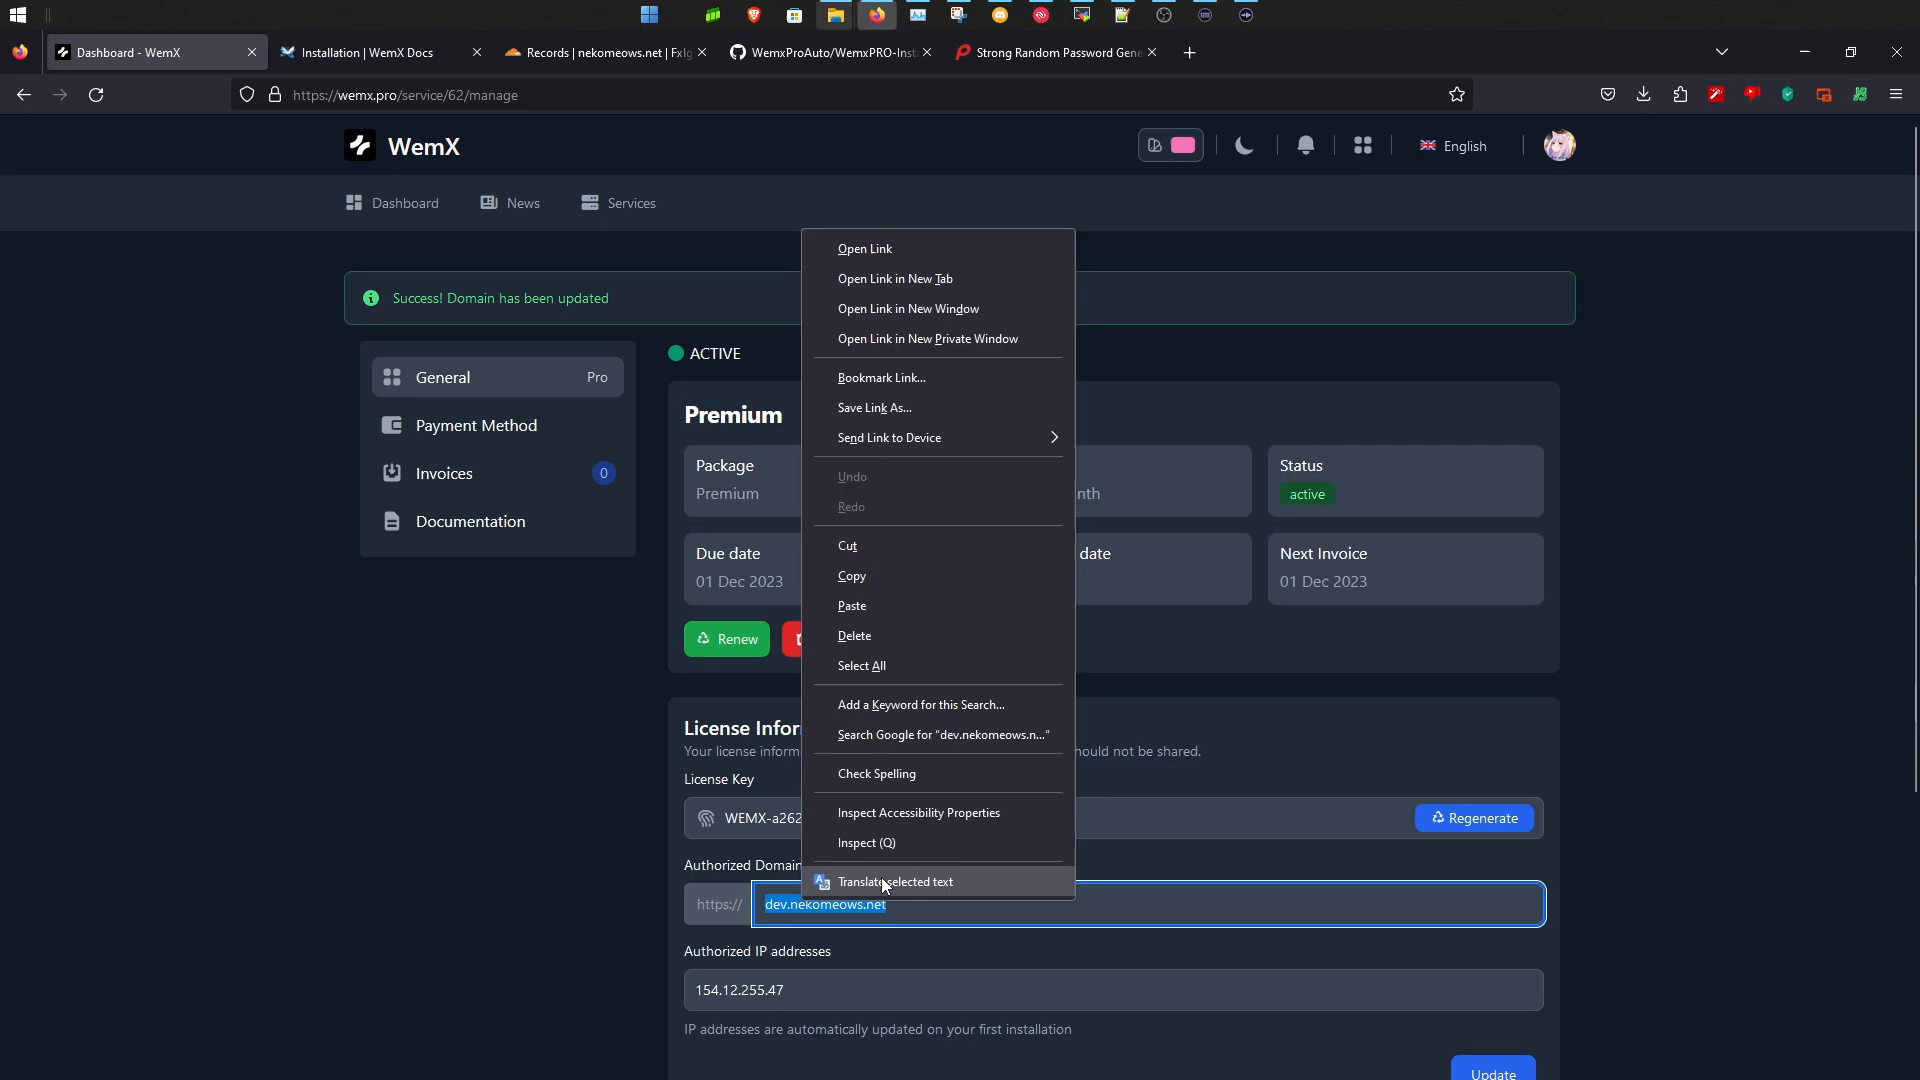 Dashboard - WemX
Installation | WemX Docs
Records | nekomeows.net | Fxlg
WemxProAuto/WemxPRO-Insta
Strong Random Password Gene
https://wemx.pro/service/62/manage
WemX
English
Dashboard
News
Services
Success! Domain has been updated
General
Pro
Payment Method
Invoices
0
Documentation
ACTIVE
Premium
Package
Premium
nth
Status
active
Due date
01 Dec 2023
date
Next Invoice
01 Dec 2023
Renew
License Infor
Your license inform
hould not be shared.
License Key
WEMX-a262
Regenerate
Authorized Domain
https://
dev.nekomeows.net
Authorized IP addresses
154.12.255.47
IP addresses are automatically updated on your first installation
Update
Open Link
Open Link in New Tab
Open Link in New Window
Open Link in New Private Window
Bookmark Link...
Save Link As...
Send Link to Device
Undo
Redo
Cut
Copy
Paste
Delete
Select All
Add a Keyword for this Search...
Search Google for "dev.nekomeows.n..."
Check Spelling
Inspect Accessibility Properties
Inspect (Q)
Translate selected text